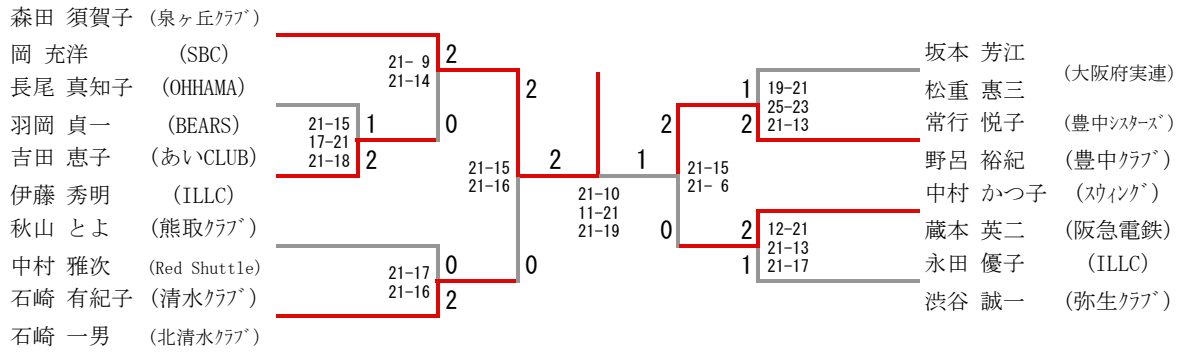 森田 須賀子 (泉ヶ丘ｸﾗﾌﾞ)
岡 充洋 (SBC)
長尾 真知子 (OHHAMA)
羽岡 貞一 (BEARS)
吉田 恵子 (あいCLUB)
伊藤 秀明 (ILLC)
秋山 とよ (熊取ｸﾗﾌﾞ)
中村 雅次 (Red Shuttle)
石崎 有紀子 (清水ｸﾗﾌﾞ)
石崎 一男 (北清水ｸﾗﾌﾞ)
21- 9
21-14
2
0
21-15
17-21
21-18
1
2
21-17
21-16
0
2
21-15
21-16
2
0
2
1
21-10
11-21
21-19
2
0
21-15
21- 6
1
2
19-21
25-23
21-13
2
1
12-21
21-13
21-17
坂本 芳江
(大阪府実連)
松重 惠三
常行 悦子 (豊中ｼｽﾀｰｽﾞ)
野呂 裕紀 (豊中ｸﾗﾌﾞ)
中村 かつ子 (ｽｳｨﾝｸﾞ)
蔵本 英二 (阪急電鉄)
永田 優子 (ILLC)
渋谷 誠一 (弥生ｸﾗﾌﾞ)